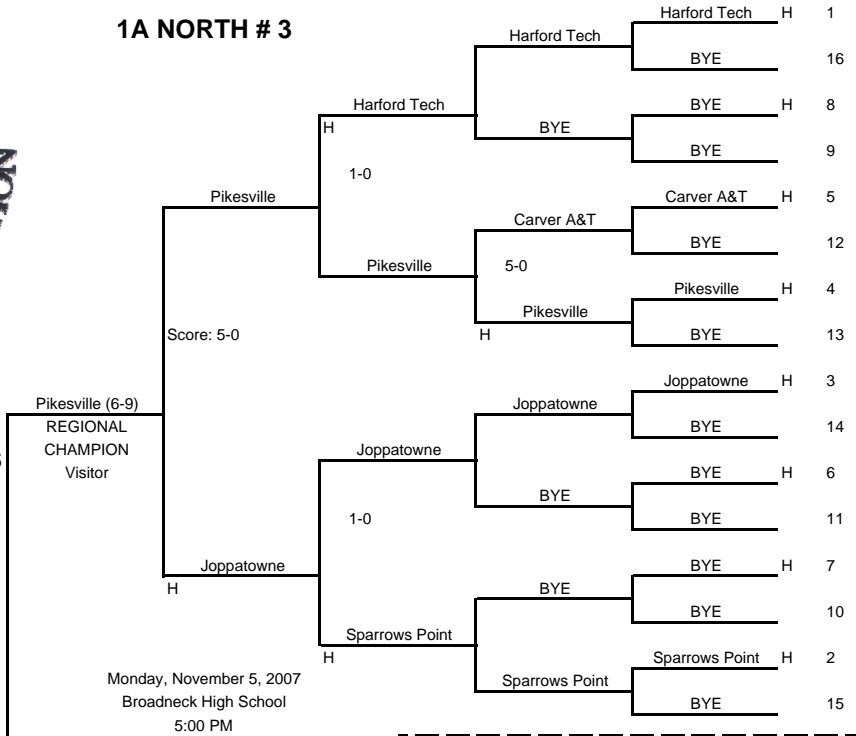 1A NORTH # 3
Harford Tech H 1
Harford Tech
BYE 16
Harford Tech
BYE H 8
H
BYE
BYE 9
1-0
Pikesville
Carver A&T H 5
Carver A&T
BYE 12
Pikesville
5-0
Pikesville H 4
Pikesville
Score: 5-0
H
BYE 13
Joppatowne H 3
Pikesville (6-9)
Joppatowne
REGIONAL
BYE 14
CHAMPION
Joppatowne
Visitor
BYE H 6
BYE
1-0
BYE 11
Joppatowne
BYE H 7
H
BYE
BYE 10
Sparrows Point
H
Sparrows Point H 2
Monday, November 5, 2007
Sparrows Point
Broadneck High School
BYE 15
5:00 PM